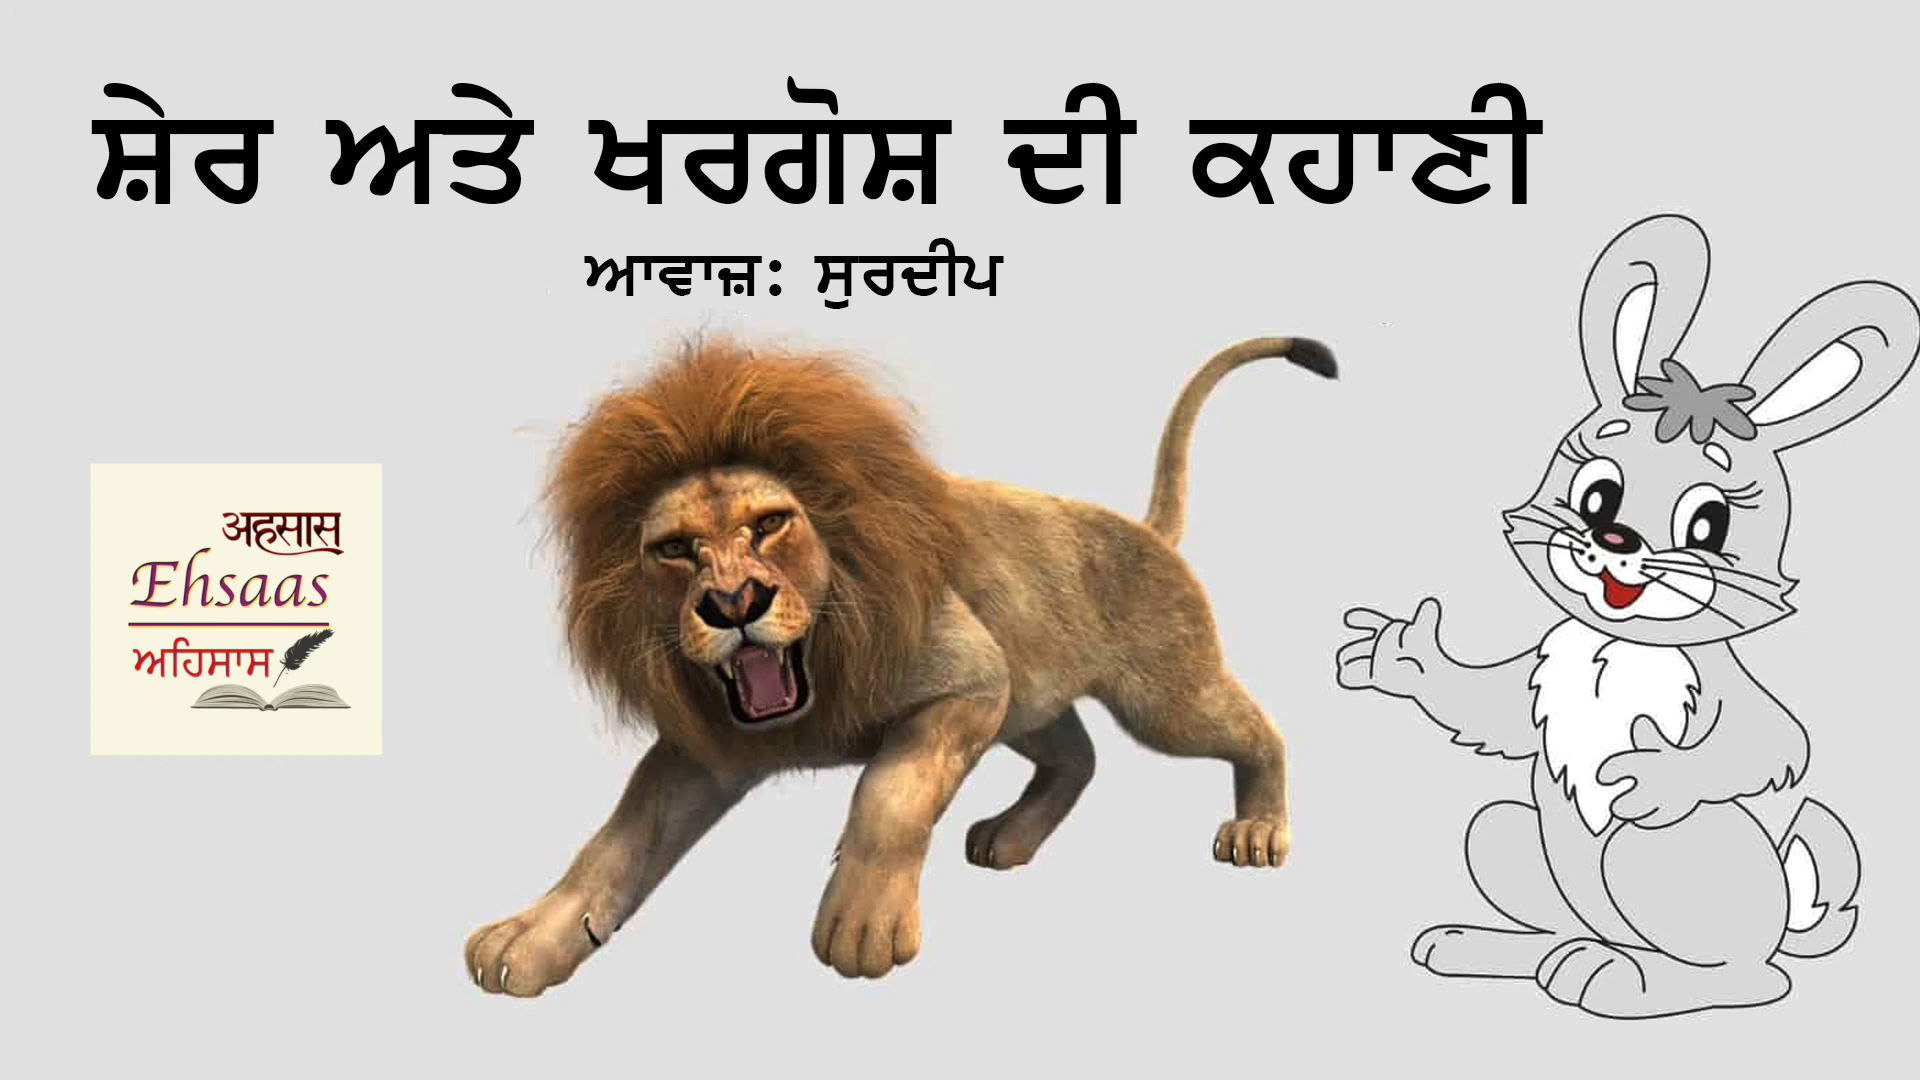 ਸ਼ੇਰ ਅਤੇ ਖਰਗੋਸ਼ ਦੀ ਕਹਾਣੀ
ਆਵਾਜ਼: ਸੁਰਦੀਪ
अहसास
Ehsaas
ਅਹਿਸਾਸ